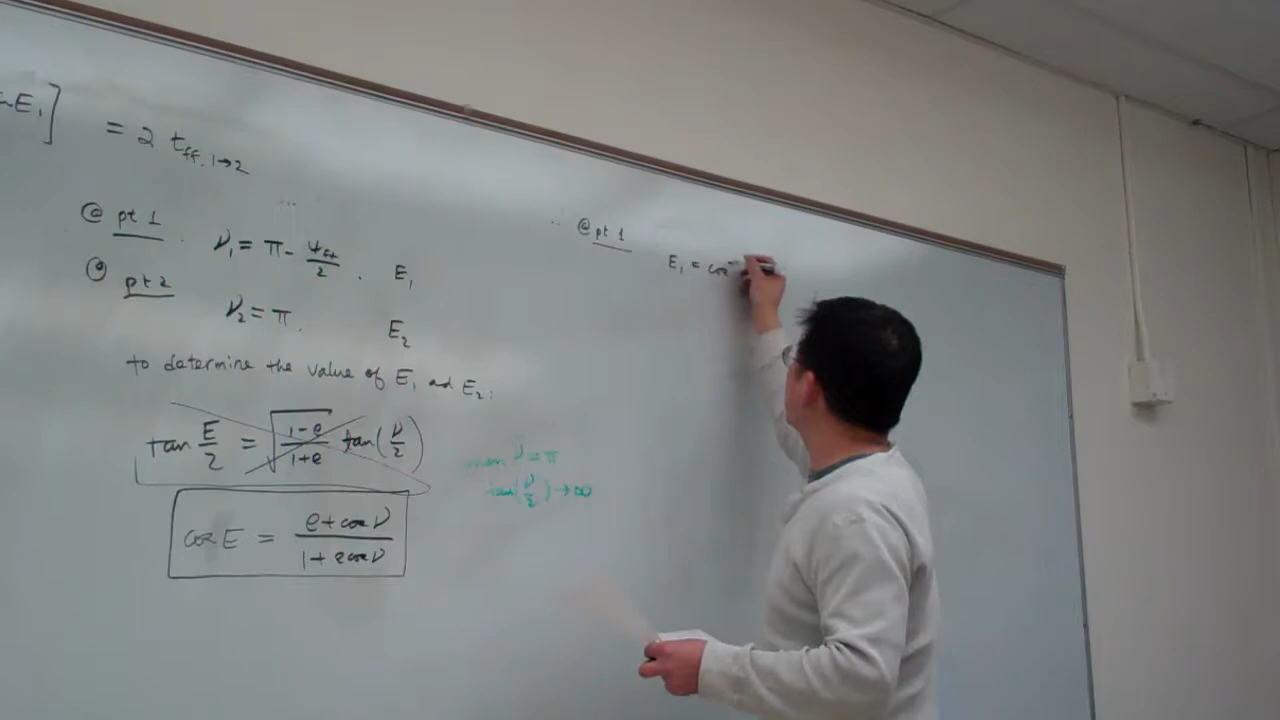 E₁] = 2 t_ff, 1→2
@ pt 1 ν₁ = π - ψ_ff/2 . E₁
@ pt 2 ν₂ = π . E₂
to determine the value of E₁ and E₂:
tan E/2 = √((1-e)/(1+e)) tan(ν/2)
when ν = π
tan(ν/2) → ∞
cos E = (e + cos ν)/(1 + e cos ν)
@ pt 1
E₁ = cos⁻